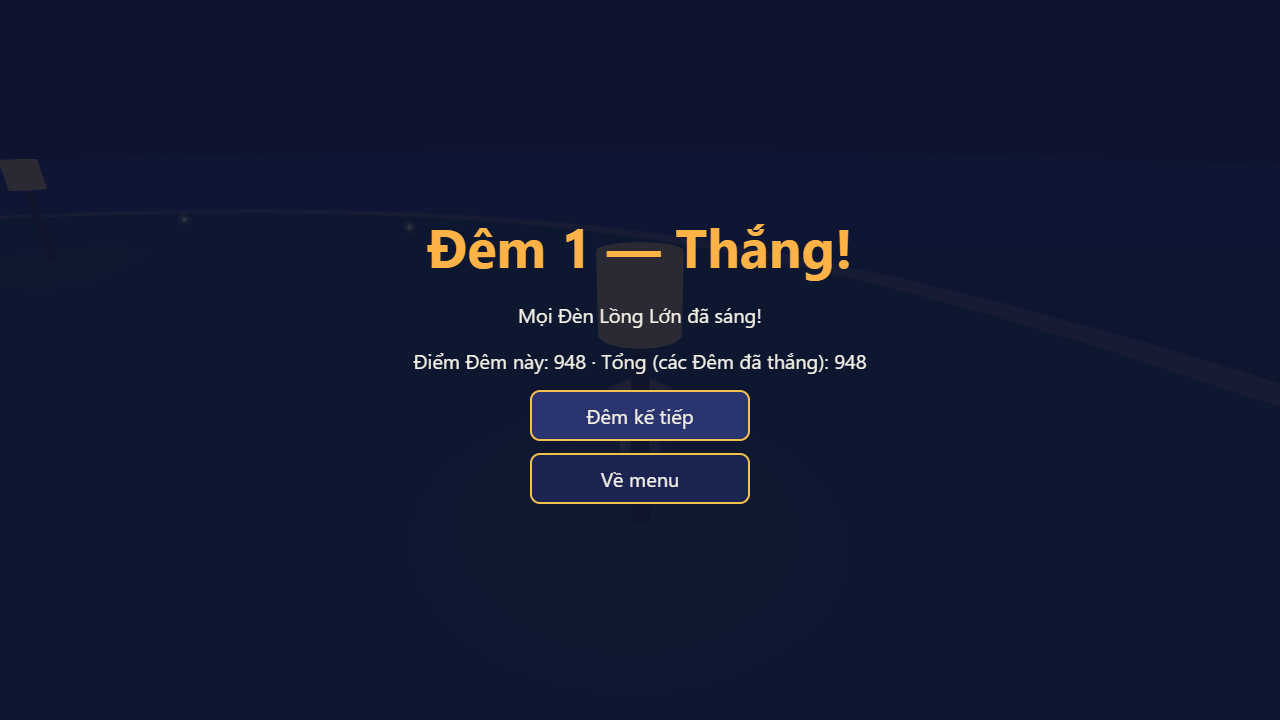 Đêm 1 — Thắng!
Mọi Đèn Lồng Lớn đã sáng!
Điểm Đêm này: 948 · Tổng (các Đêm đã thắng): 948
Đêm kế tiếp
Về menu